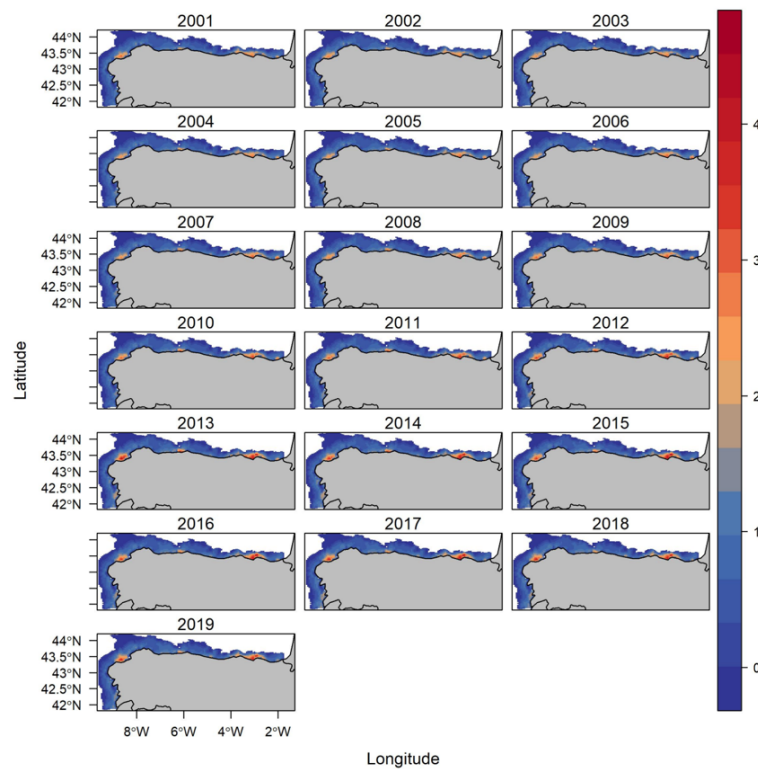 2001 2002 2003
44°N
43.5°N
43°N
42.5°N
42°N
2004 2005 2006
2007 2008 2009
44°N
43.5°N
43°N
42.5°N
42°N
2010 2011 2012
2013 2014 2015
44°N
43.5°N
43°N
42.5°N
42°N
2016 2017 2018
2019
44°N
43.5°N
43°N
42.5°N
42°N
8°W 6°W 4°W 2°W
Longitude
Latitude
4
3
2
1
0